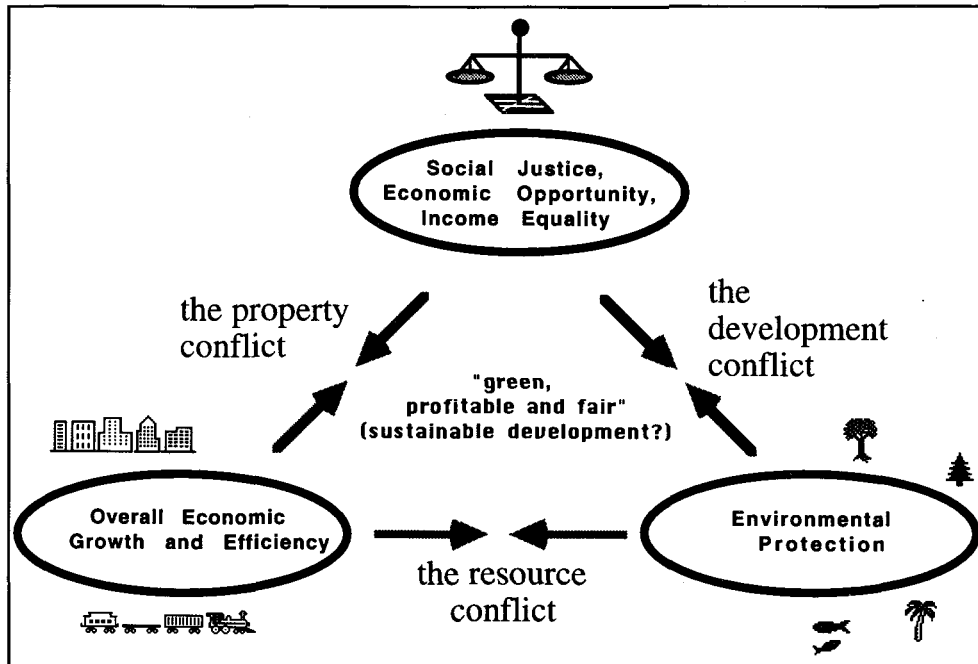 Social Justice,
Economic Opportunity,
Income Equality
the property
conflict
the
development
conflict
"green,
profitable and fair"
(sustainable development?)
Overall Economic
Growth and Efficiency
Environmental
Protection
the resource
conflict